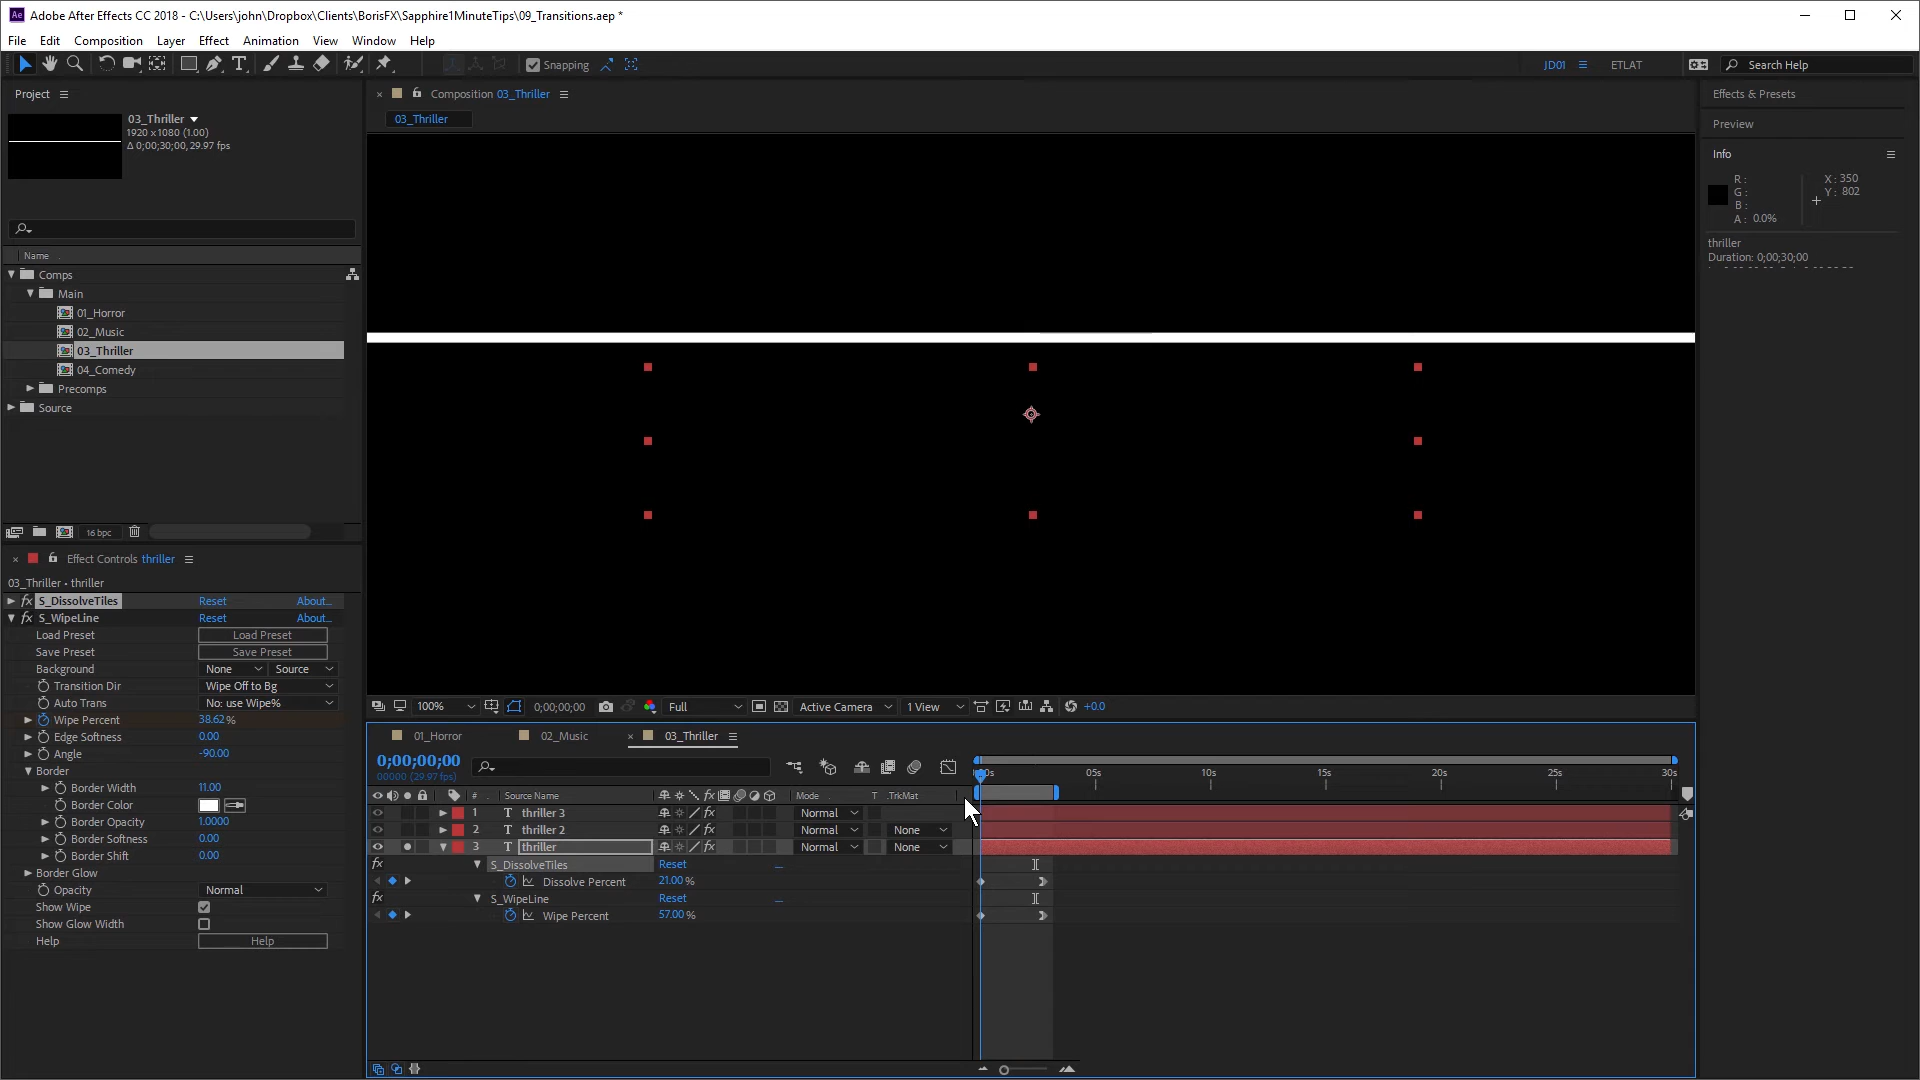 Adobe After Effects CC 2018 - C:\Users\john\Dropbox\Clients\BorisFX\Sapphire1MinuteTips\09_Transitions.aep *
File Edit Composition Layer Effect Animation View Window Help
Snapping
JD01 ETLAT Search Help
Project
03_Thriller
1920 x 1080 (1.00)
Δ 0;00;30;00, 29.97 fps
Name
Comps
Main
01_Horror
02_Music
03_Thriller
04_Comedy
Precomps
Source
16 bpc
Effect Controls thriller
03_Thriller • thriller
fx S_DissolveTiles Reset About...
fx S_WipeLine Reset About...
Load Preset Load Preset
Save Preset Save Preset
Background None Source
Transition Dir Wipe Off to Bg
Auto Trans No: use Wipe%
Wipe Percent 38.62 %
Edge Softness 0.00
Angle -90.00
Border
Border Width 11.00
Border Color
Border Opacity 1.0000
Border Softness 0.00
Border Shift 0.00
Border Glow
Opacity Normal
Show Wipe
Show Glow Width
Help Help
Composition 03_Thriller
03_Thriller
100% 0;00;00;00 Full Active Camera 1 View +0.0
01_Horror 02_Music 03_Thriller
0;00;00;00
00000 (29.97 fps)
05s 10s 15s 20s 25s 30s
# Source Name fx Mode T .TrkMat
1 T thriller 3 fx Normal
2 T thriller 2 fx Normal None
3 T thriller fx Normal None
fx S_DissolveTiles Reset ...
Dissolve Percent 21.00 %
fx S_WipeLine Reset ...
Wipe Percent 57.00 %
Effects & Presets
Preview
Info
R :
G :
B :
A : 0.0%
X : 350
Y : 802
thriller
Duration: 0;00;30;00